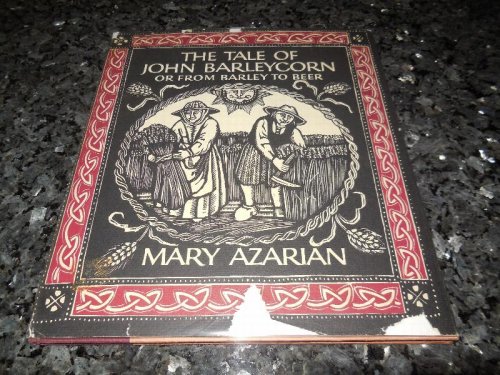 THE TALE OF
JOHN BARLEYCORN
OR FROM BARLEY TO BEER
MARY AZARIAN